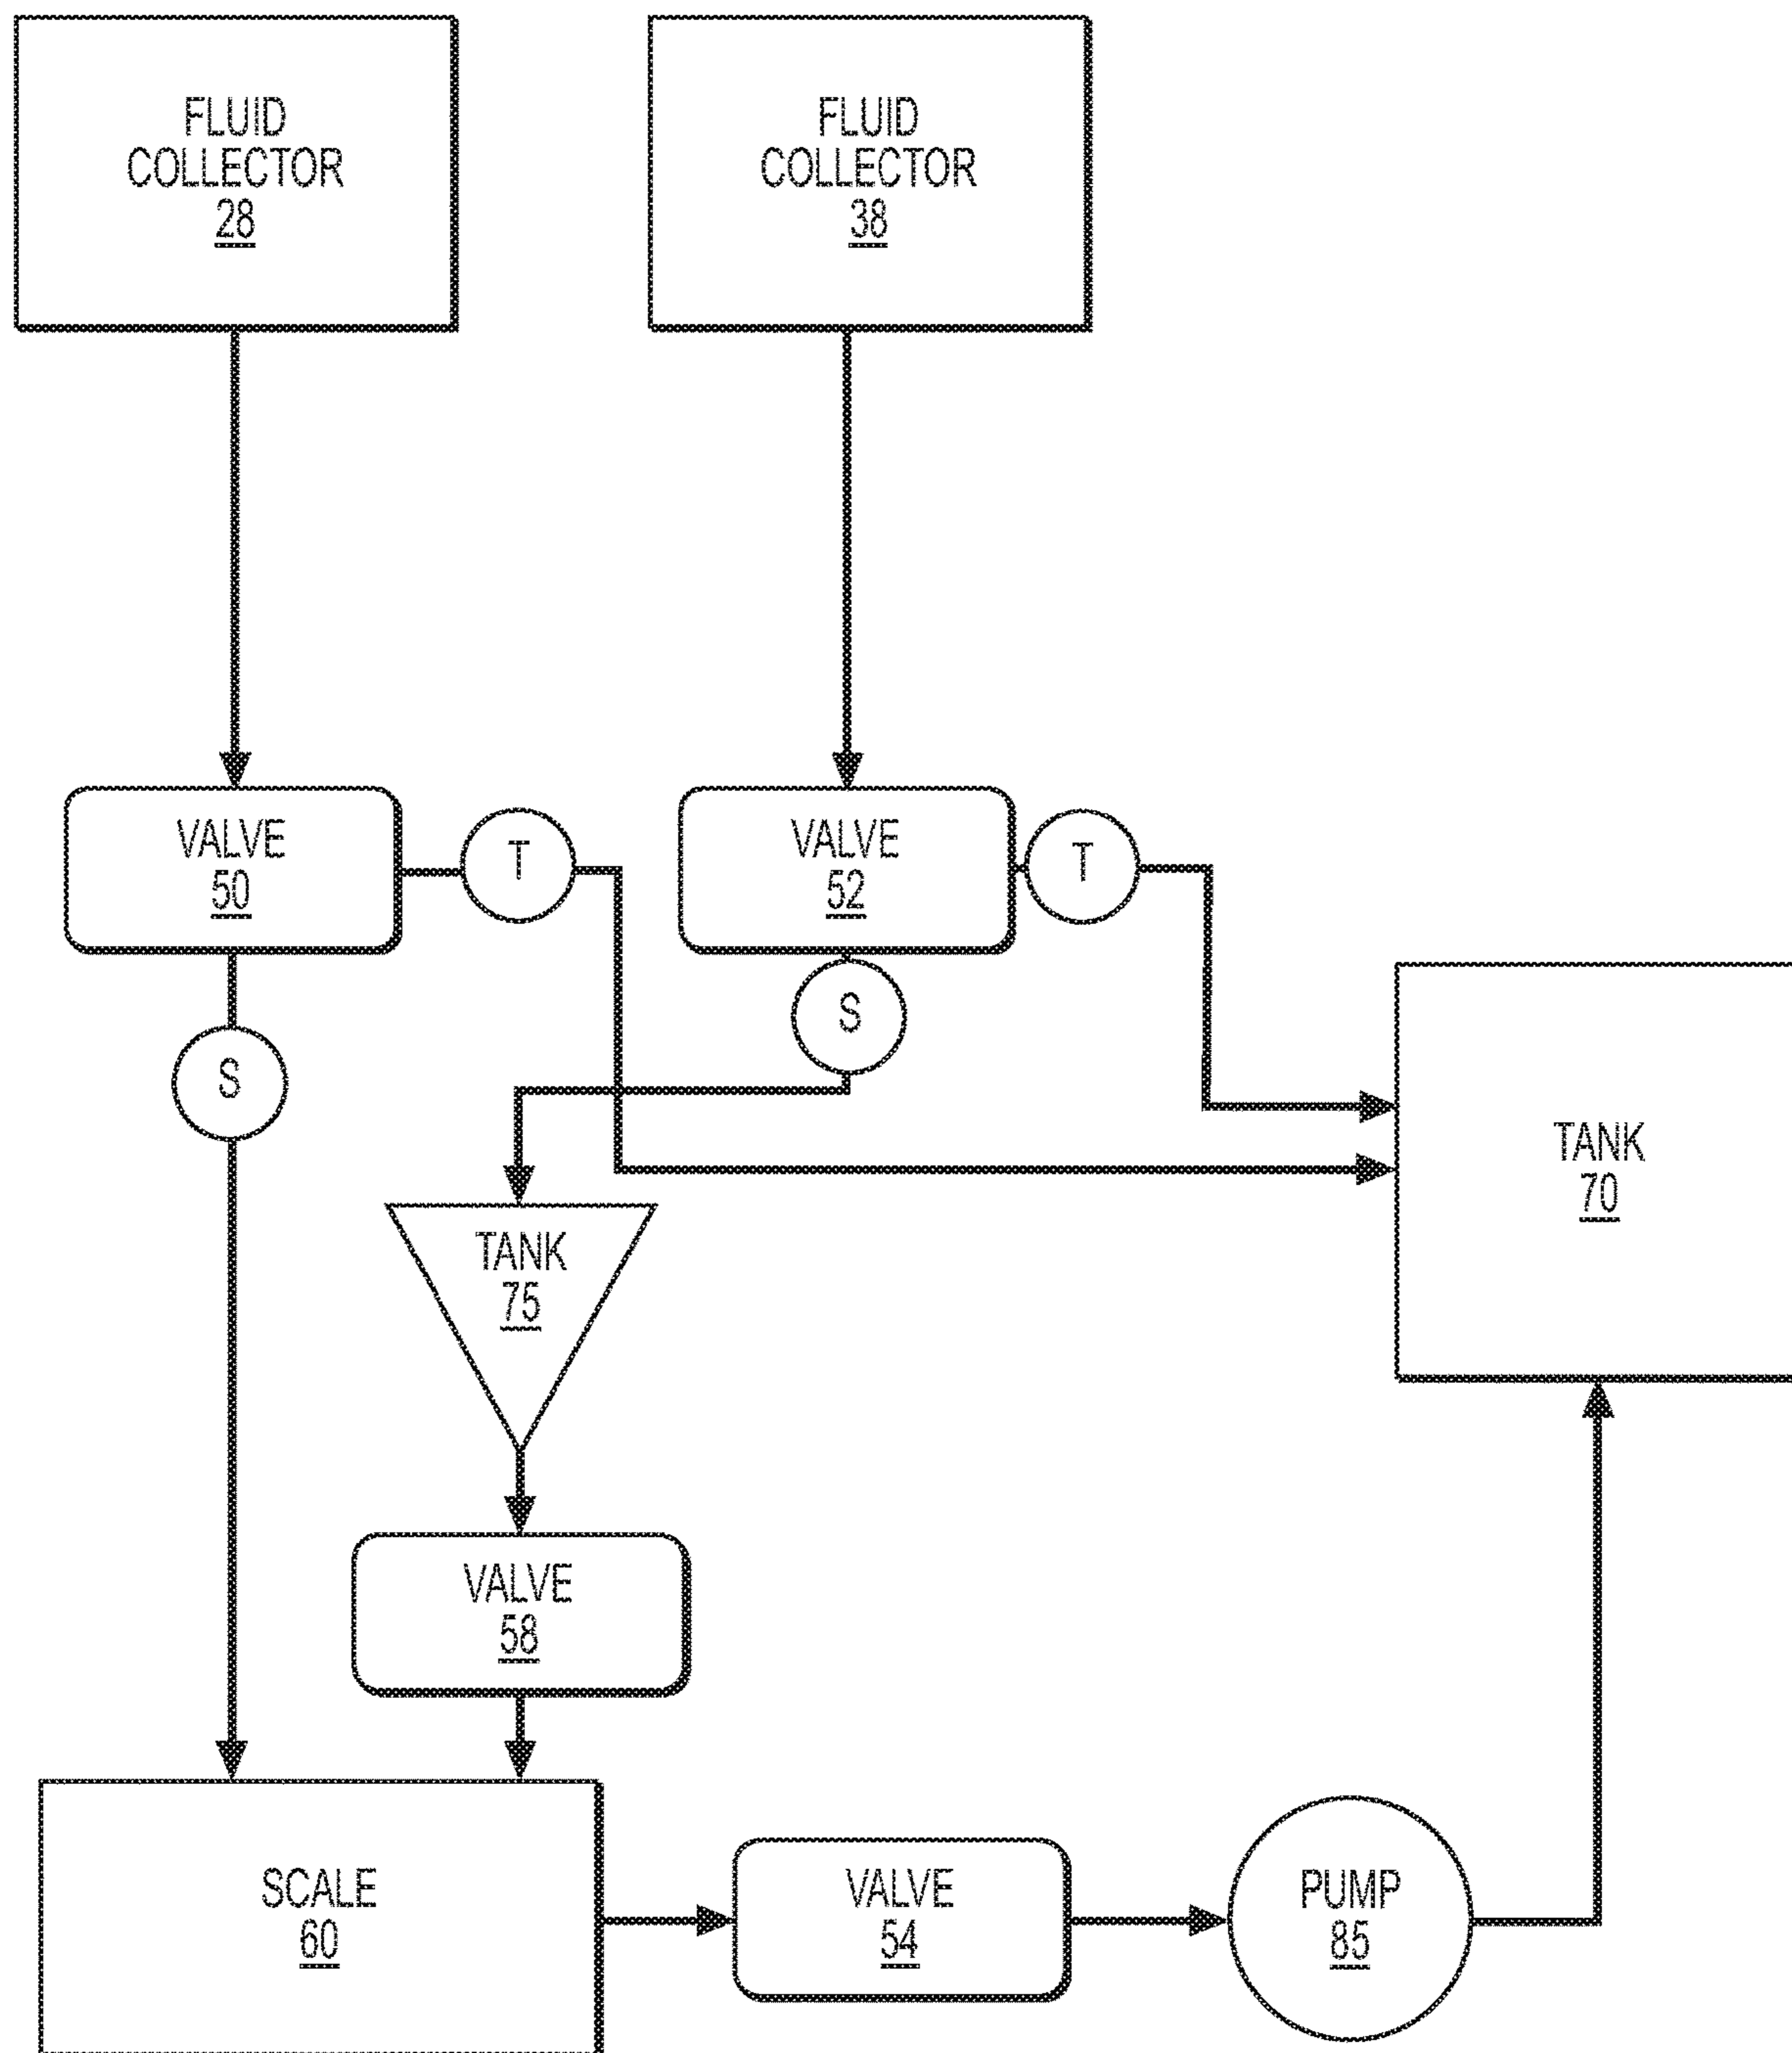 FLUID
COLLECTOR
28
FLUID
COLLECTOR
38
VALVE
50
T
VALVE
52
T
S
S
TANK
70
TANK
75
VALVE
58
SCALE
60
VALVE
54
PUMP
85